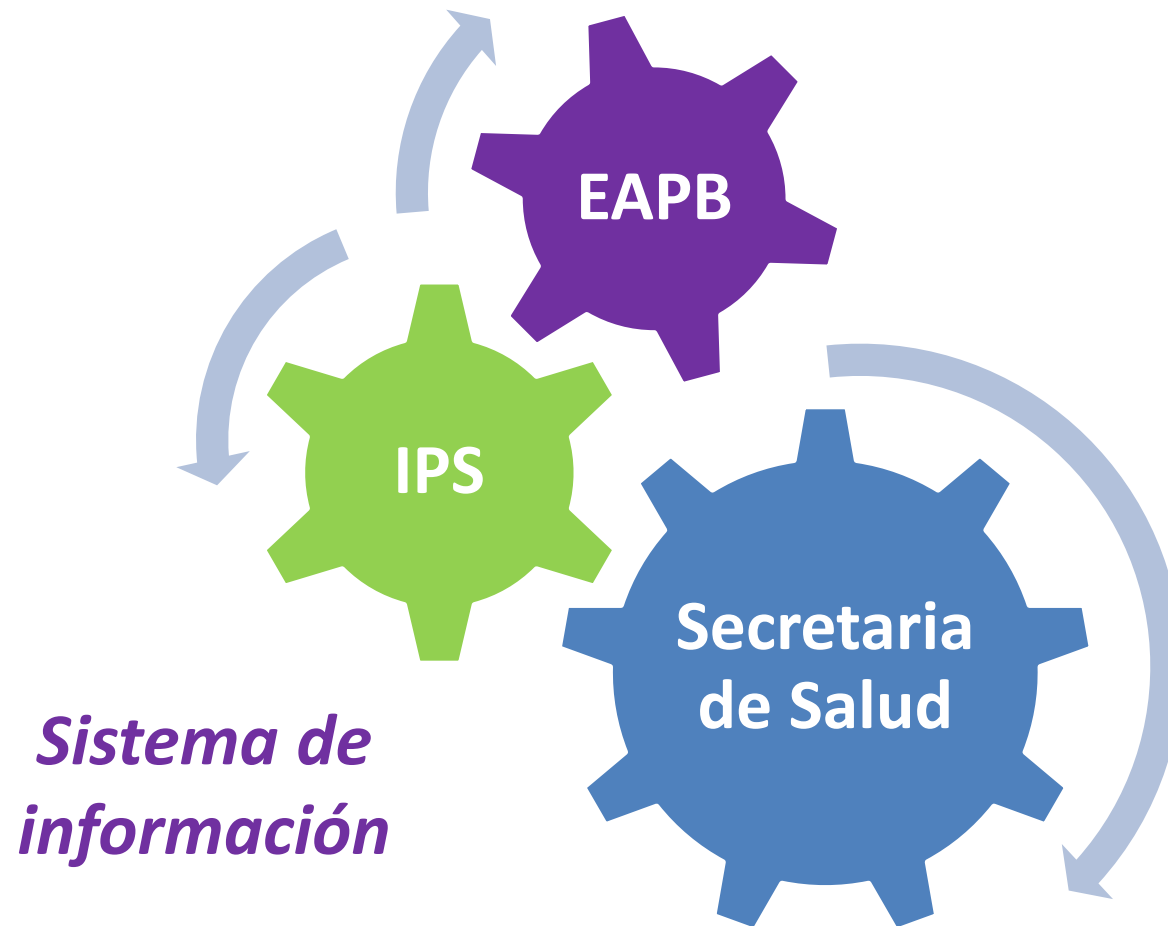 EAPB
IPS
Secretaria
de Salud
Sistema de
información